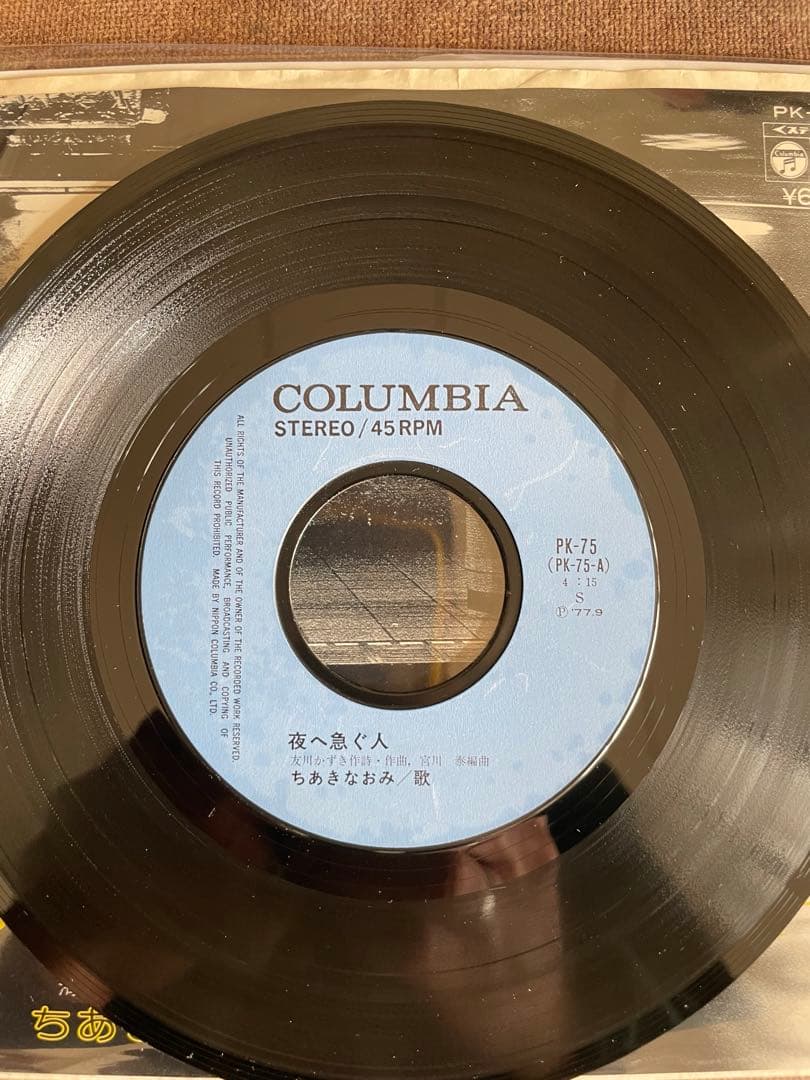 PK-
Columbia
COLUMBIA
STEREO/45RPM
ALL RIGHTS OF THE MANUFACTURER AND OF THE OWNER OF THE RECORDED WORK RESERVED.
UNAUTHORIZED PUBLIC PERFORMANCE, BROADCASTING AND COPYING OF
THIS RECORD PROHIBITED. MADE BY NIPPON COLUMBIA CO., LTD.
PK-75
(PK-75-A)
4:15
S
Ⓟ '77.9
夜へ急ぐ人
友川かずき作詩・作曲，宮川 泰編曲
ちあきなおみ／歌
ちあ